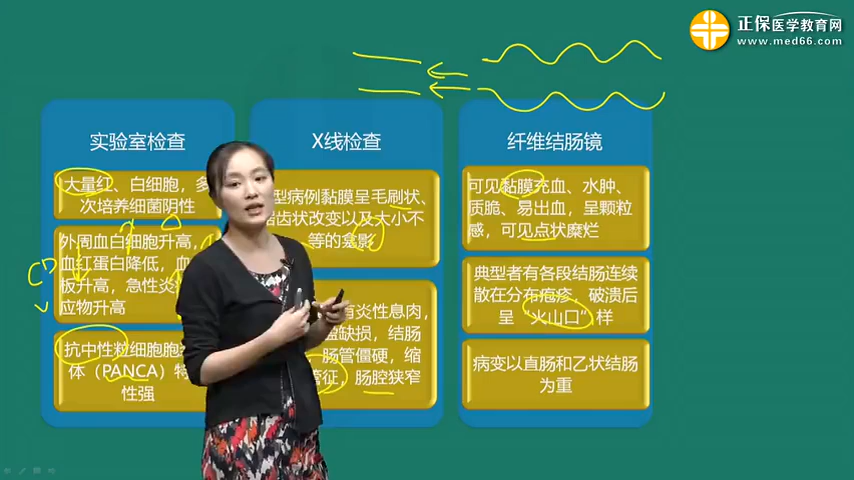 正保医学教育网
www.med66.com
实验室检查
大量红、白细胞，多
次培养细菌阴性
外周血白细胞升高，
血红蛋白降低，血
板升高，急性炎
应物升高
抗中性粒细胞胞
体（PANCA）特
性强
X线检查
型病例黏膜呈毛刷状、
齿状改变以及大小不
等的龛影
有炎性息肉，
缺损，结肠
，肠管僵硬，缩
管征，肠腔狭窄
纤维结肠镜
可见黏膜充血、水肿、
质脆、易出血，呈颗粒
感，可见点状糜烂
典型者有各段结肠连续
散在分布疱疹，破溃后
呈“火山口”样
病变以直肠和乙状结肠
为重